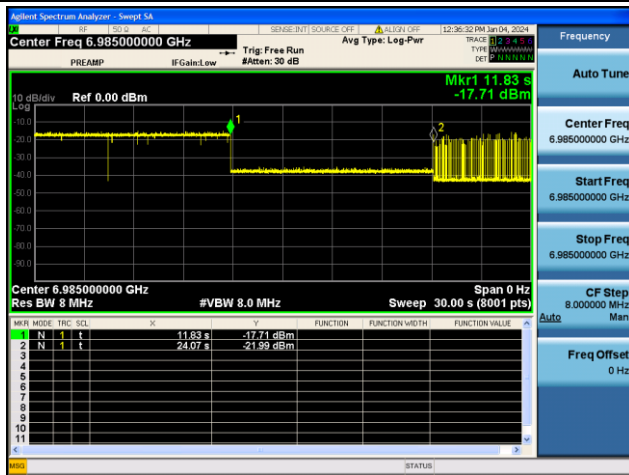 Agilent Spectrum Analyzer - Swept SA
RF 50 Ω AC SENSE:INT SOURCE OFF ALIGN OFF 12:36:32 PM Jan 04, 2024
Center Freq 6.985000000 GHz Avg Type: Log-Pwr TRACE 1 2 3 4 5 6
Trig: Free Run TYPE
PREAMP IFGain:Low #Atten: 30 dB DET P N N N N N
Mkr1 11.83 s
10 dB/div Ref 0.00 dBm -17.71 dBm
Log
-10.0
-20.0
-30.0
-40.0
-50.0
-60.0
-70.0
-80.0
-90.0
1
2
Center 6.985000000 GHz Span 0 Hz
Res BW 8 MHz #VBW 8.0 MHz Sweep 30.00 s (8001 pts)
MKR MODE TRC SCL X Y FUNCTION FUNCTION WIDTH FUNCTION VALUE
1 N 1 t 11.83 s -17.71 dBm
2 N 1 t 24.07 s -21.99 dBm
3
4
5
6
7
8
9
10
11
MSG STATUS
Frequency
Auto Tune
Center Freq
6.985000000 GHz
Start Freq
6.985000000 GHz
Stop Freq
6.985000000 GHz
CF Step
8.000000 MHz
Auto Man
Freq Offset
0 Hz